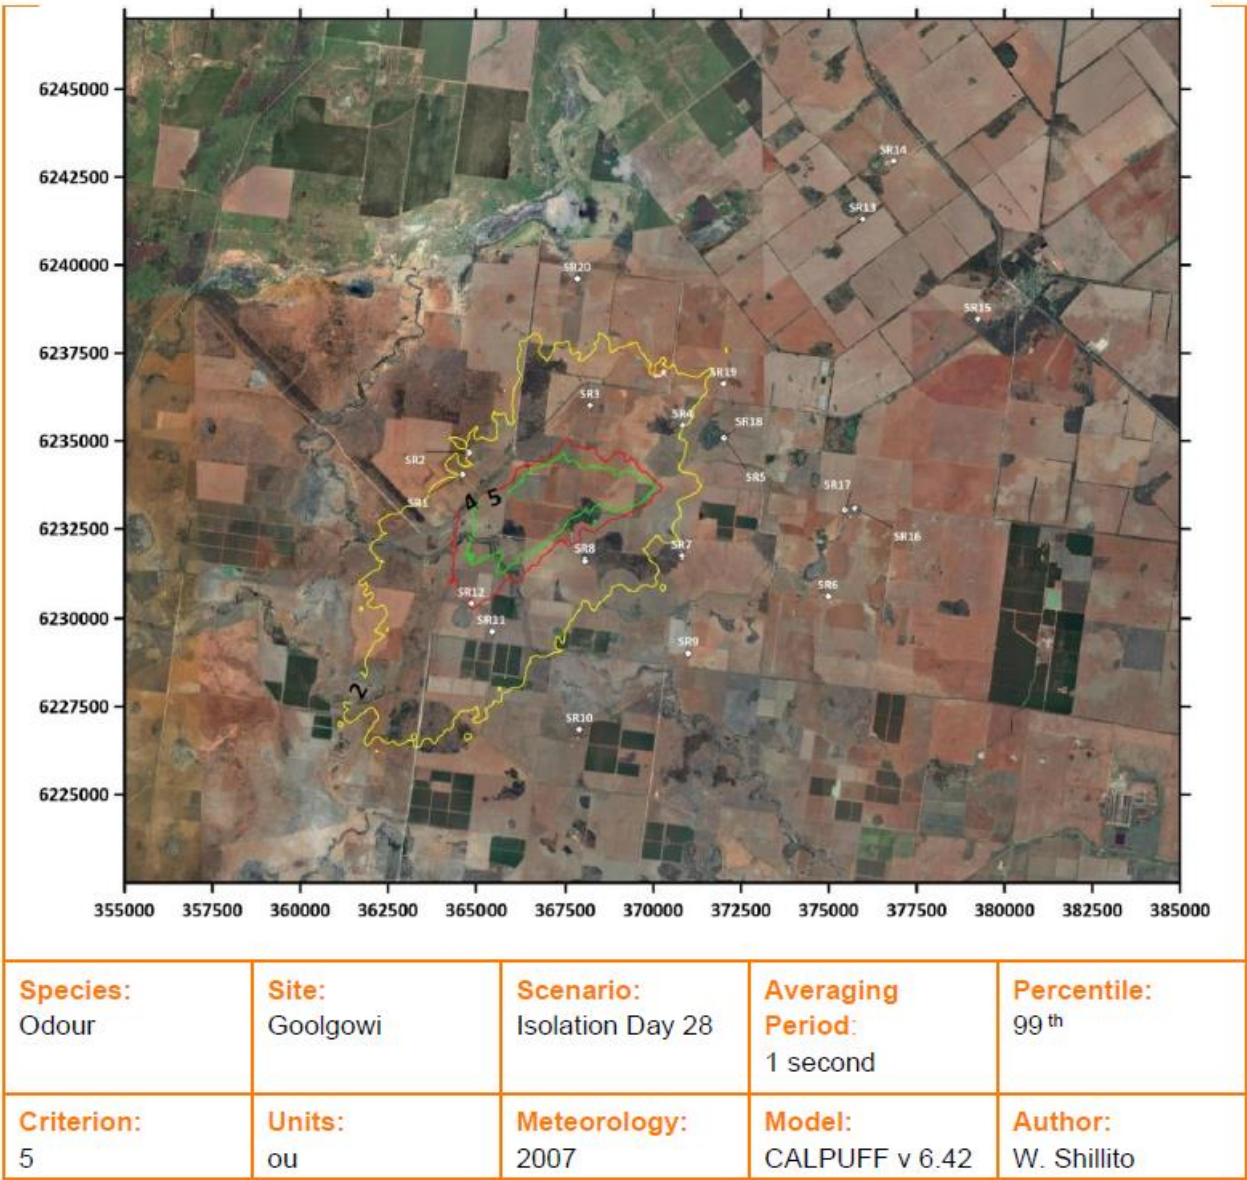 6245000
6242500
6240000
6237500
6235000
6232500
6230000
6227500
6225000
SR14
SR13
SR20
SR15
SR19
SR3
SR4
SR18
SR2
SR5
SR17
SR1
4
5
SR16
SR8
SR7
SR6
SR12
SR11
SR9
2
SR10
355000 357500 360000 362500 365000 367500 370000 372500 375000 377500 380000 382500 385000
Species:
Odour
Site:
Goolgowi
Scenario:
Isolation Day 28
Averaging
Period:
1 second
Percentile:
99th
Criterion:
5
Units:
ou
Meteorology:
2007
Model:
CALPUFF v 6.42
Author:
W. Shillito